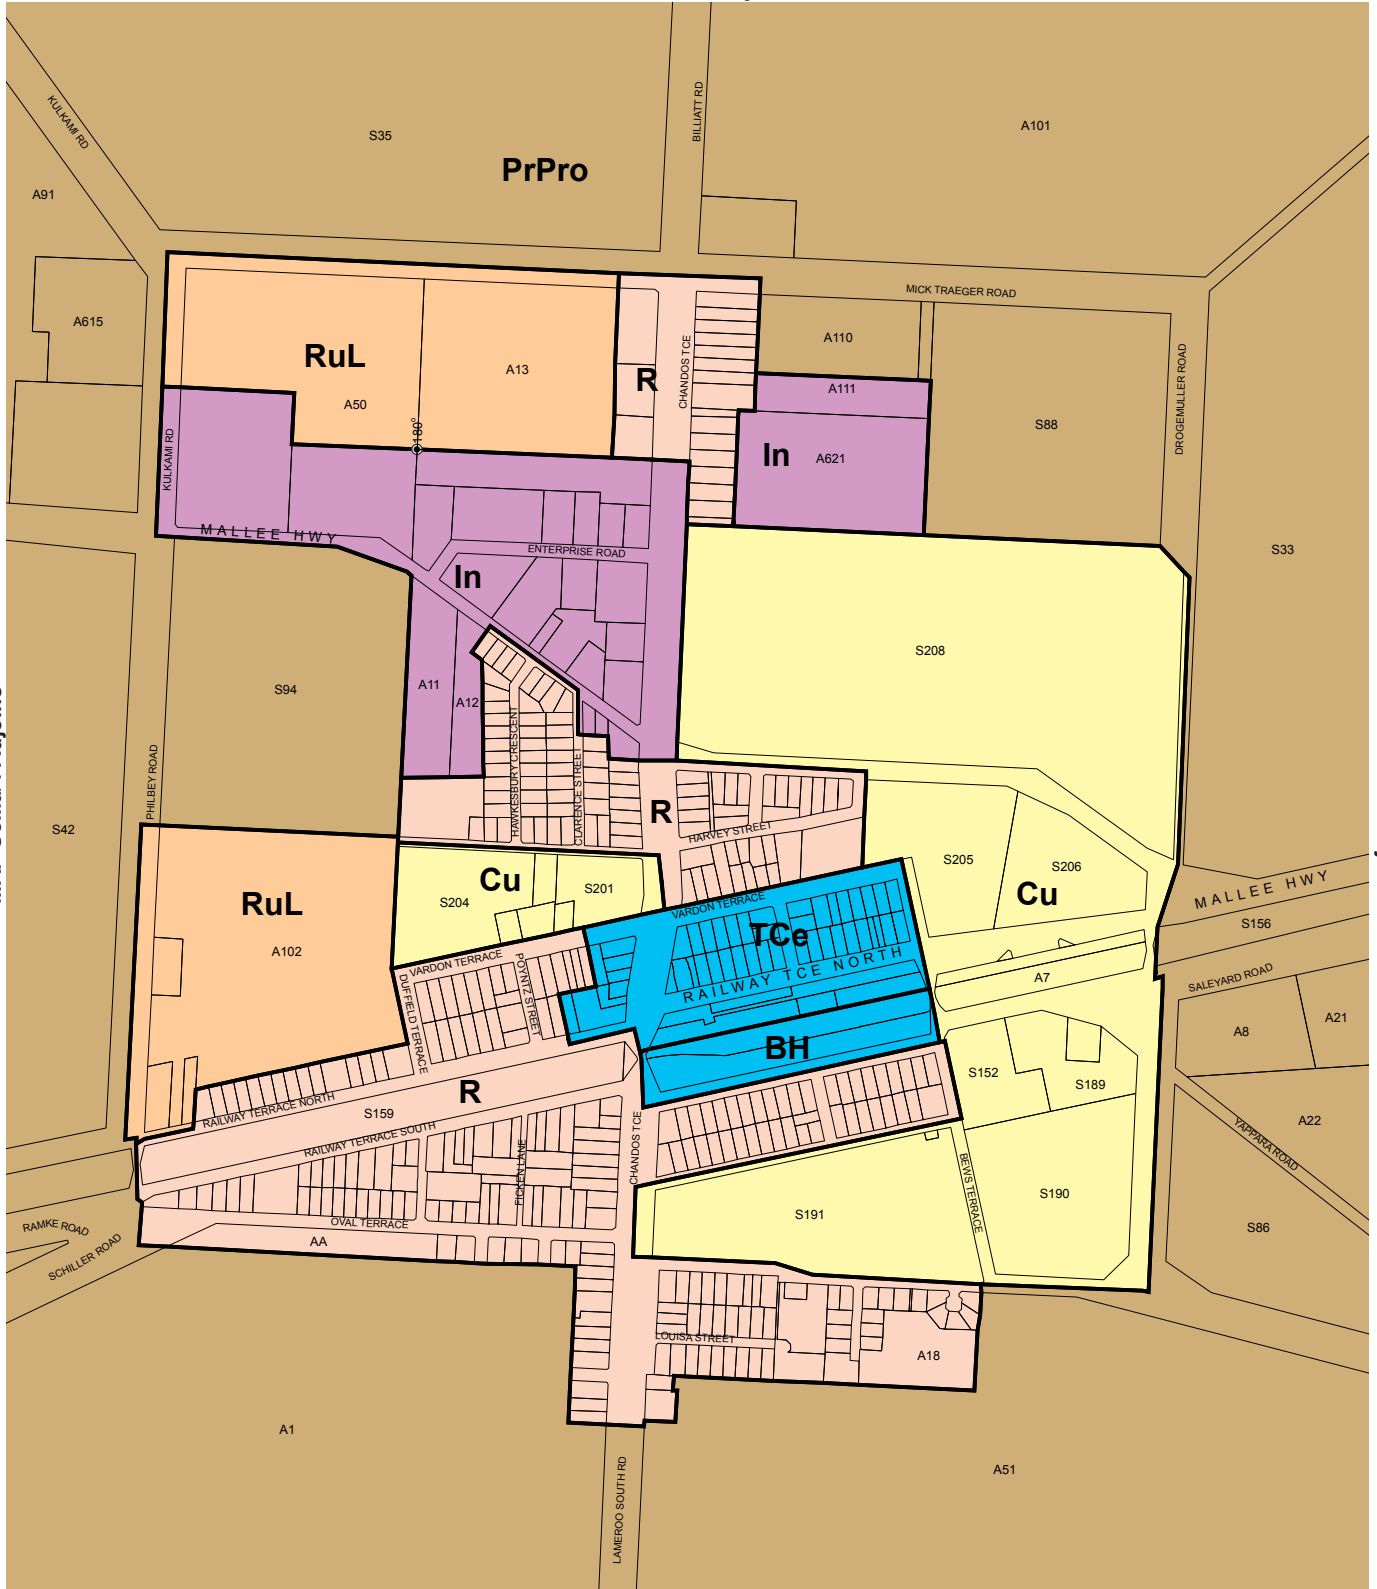 KULKAMI RD
S35
BILLIATT RD
A101
PrPro
A91
MICK TRAEGER ROAD
A615
RuL
A13
R
CHANDOS TCE
A110
DROGEMULLER ROAD
A50
A111
180°
S88
KULKAMI RD
In
A621
MALLEE HWY
ENTERPRISE ROAD
S33
In
S208
S94
A11
A12
HAWKESBURY CRESCENT
CLARENCE STREET
PHILBEY ROAD
S42
R
HARVEY STREET
S205
S206
Cu
S204
S201
Cu
MALLEE HWY
RuL
VARDON TERRACE
TCe
S156
A102
VARDON TERRACE
POYNTZ STREET
RAILWAY TCE NORTH
A7
SALEYARD ROAD
DUFFIELD TERRACE
A8
A21
BH
S152
S189
R
RAILWAY TERRACE NORTH
S159
A22
RAILWAY TERRACE SOUTH
CHANDOS TCE
YAPPARA ROAD
FICKEN LANE
BEWS TERRACE
S190
S191
OVAL TERRACE
RAMKE ROAD
S86
AA
SCHILLER ROAD
LOUISA STREET
A18
A1
A51
LAMEROO SOUTH RD